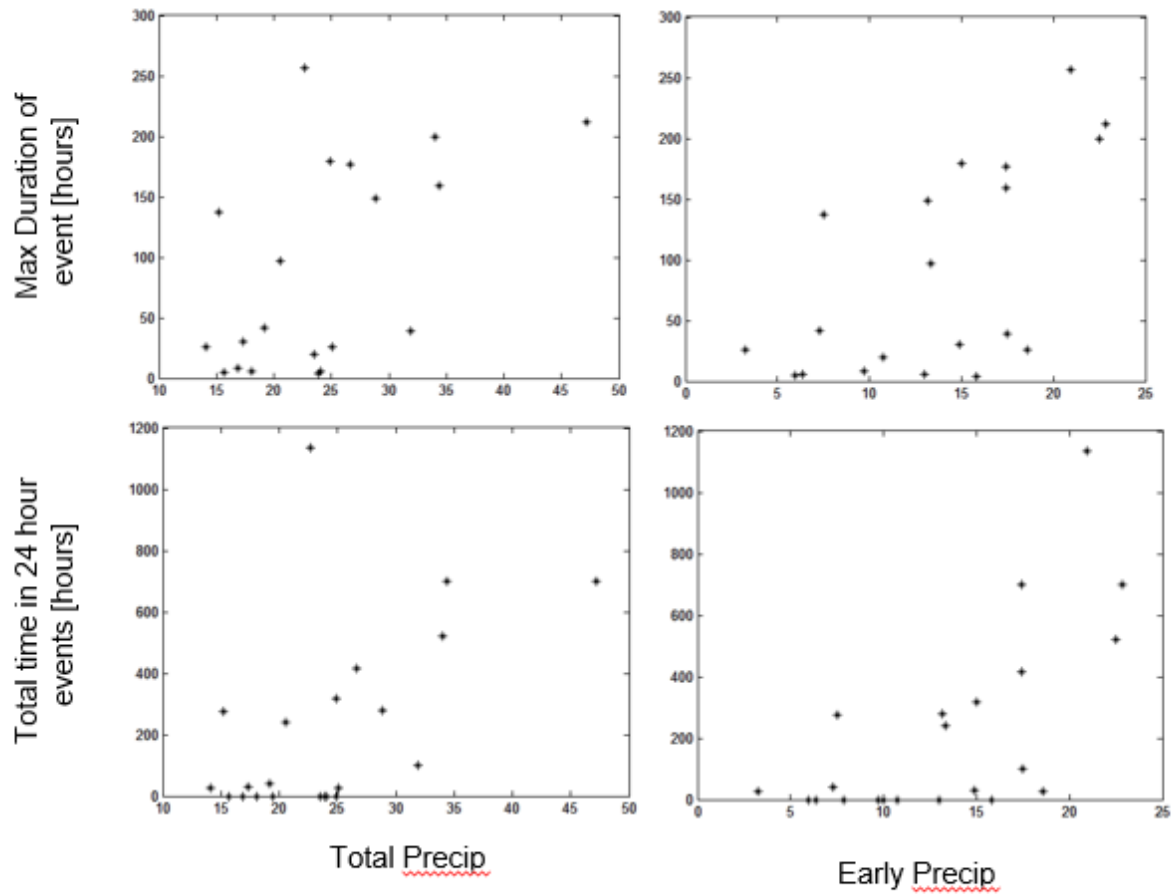 300
250
200
150
100
50
0
10 15 20 25 30 35 40 45 50
300
250
200
150
100
50
0
0 5 10 15 20 25
Max Duration of
event [hours]
1200
1000
800
600
400
200
0
10 15 20 25 30 35 40 45 50
1200
1000
800
600
400
200
0
0 5 10 15 20 25
Total time in 24 hour
events [hours]
Total Precip
Early Precip